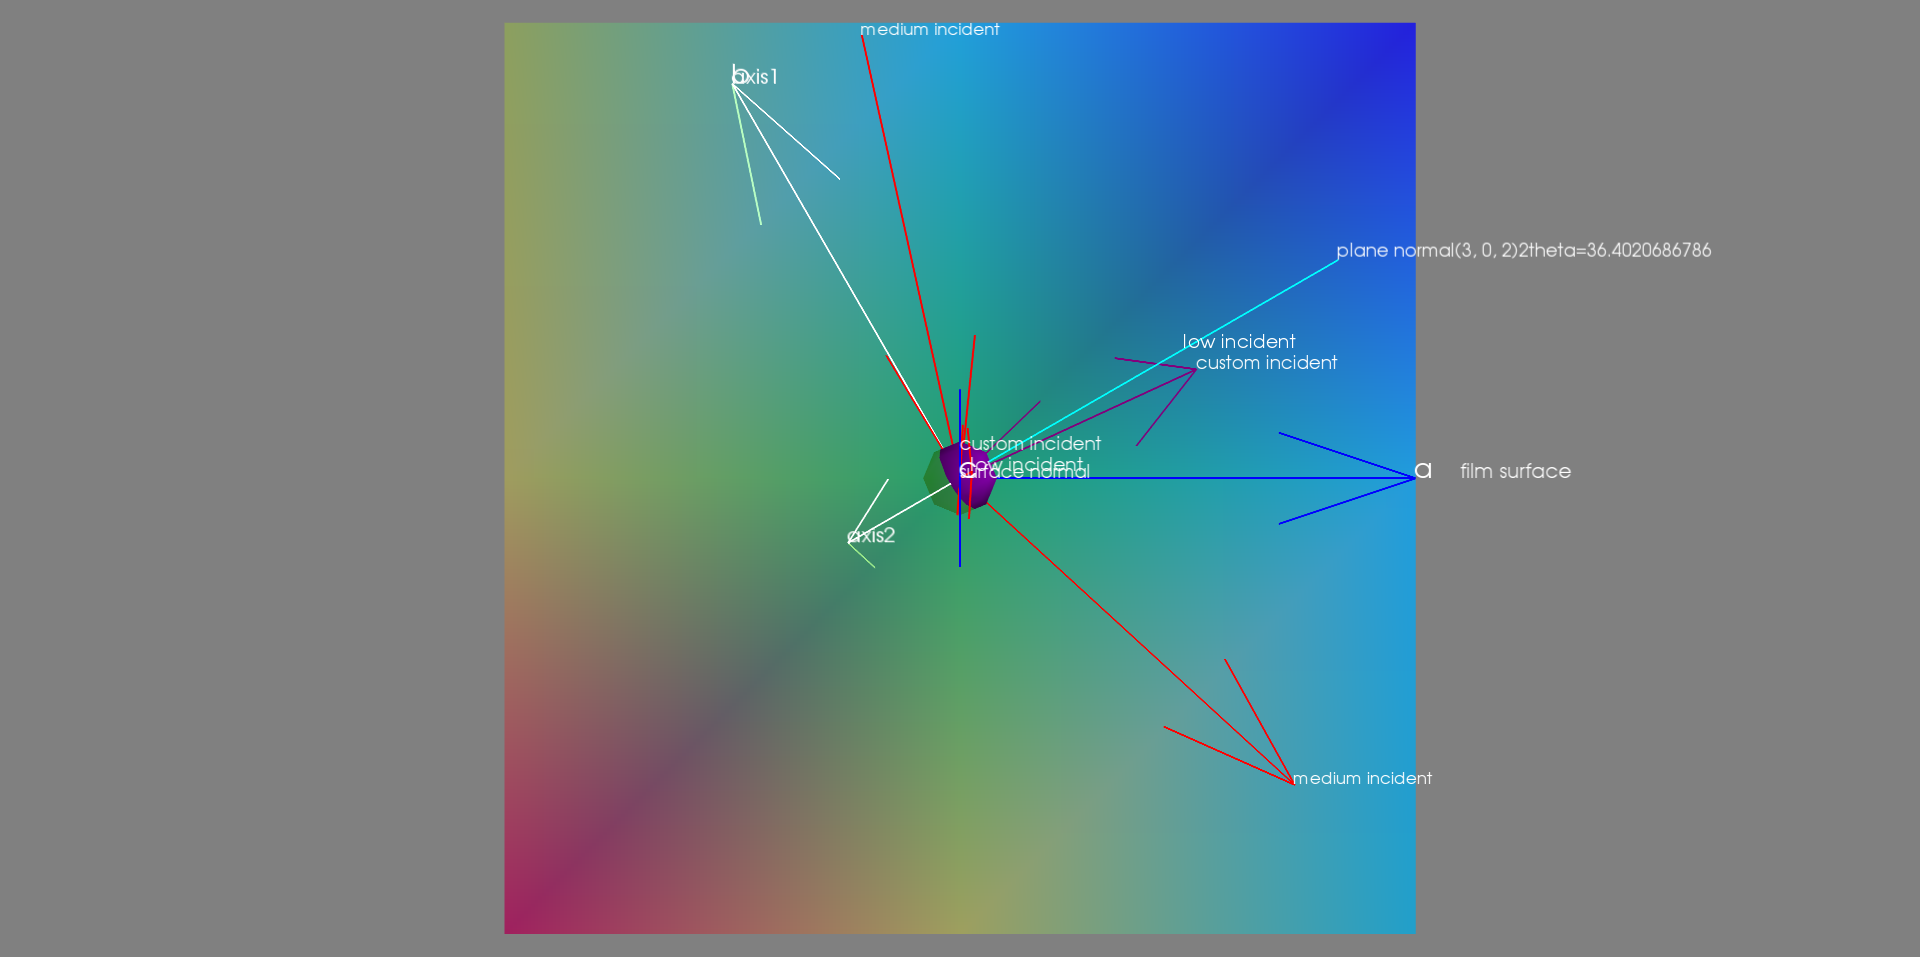 medium incident
b
axis1
plane normal(3, 0, 2)2theta=36.4020686786
low incident
custom incident
custom incident
low incident
c
surface normal
a
film surface
axis2
medium incident